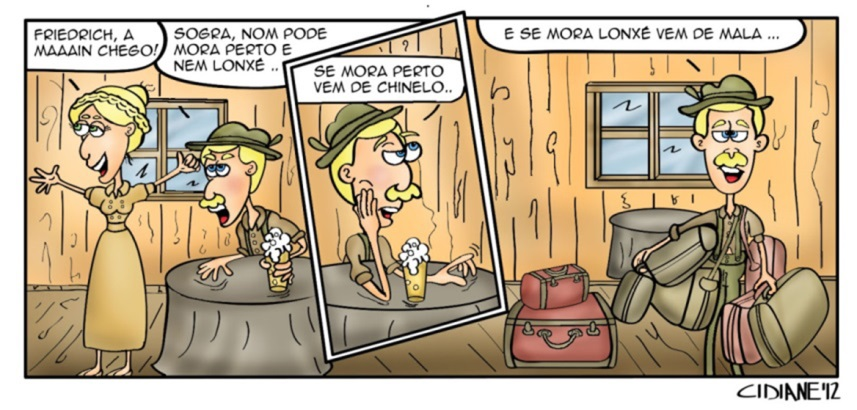 FRIEDRICH, A
MAAAIN CHEGO!
SOGRA, NOM PODE
MORA PERTO E
NEM LONXÉ ..
SE MORA PERTO
VEM DE CHINELO..
E SE MORA LONXÉ VEM DE MALA ...
CIDIANE'12